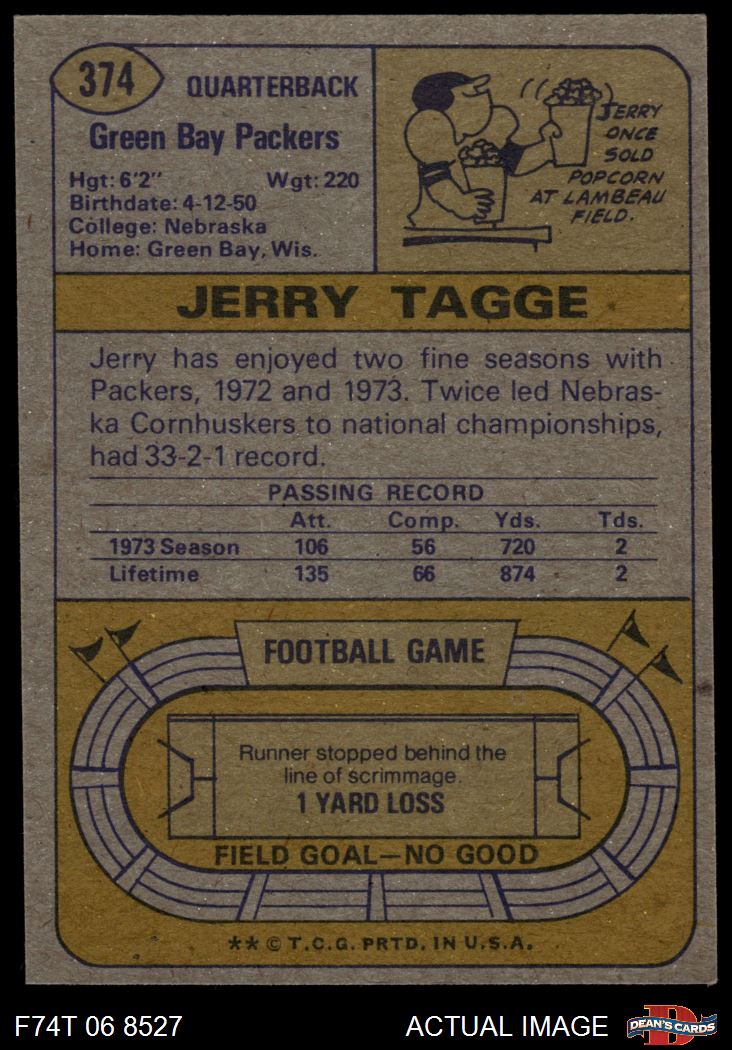 374
QUARTERBACK
Green Bay Packers
Hgt: 6'2" Wgt: 220
Birthdate: 4-12-50
College: Nebraska
Home: Green Bay, Wis.
JERRY
ONCE
SOLD
POPCORN
AT LAMBEAU
FIELD.
JERRY TAGGE
Jerry has enjoyed two fine seasons with
Packers, 1972 and 1973. Twice led Nebras-
ka Cornhuskers to national championships,
had 33-2-1 record.
PASSING RECORD
Att. Comp. Yds. Tds.
1973 Season 106 56 720 2
Lifetime 135 66 874 2
FOOTBALL GAME
Runner stopped behind the
line of scrimmage.
1 YARD LOSS
FIELD GOAL—NO GOOD
** © T.C.G. PRTD. IN U.S.A.
F74T 06 8527 ACTUAL IMAGE
D
DEAN'S CARDS